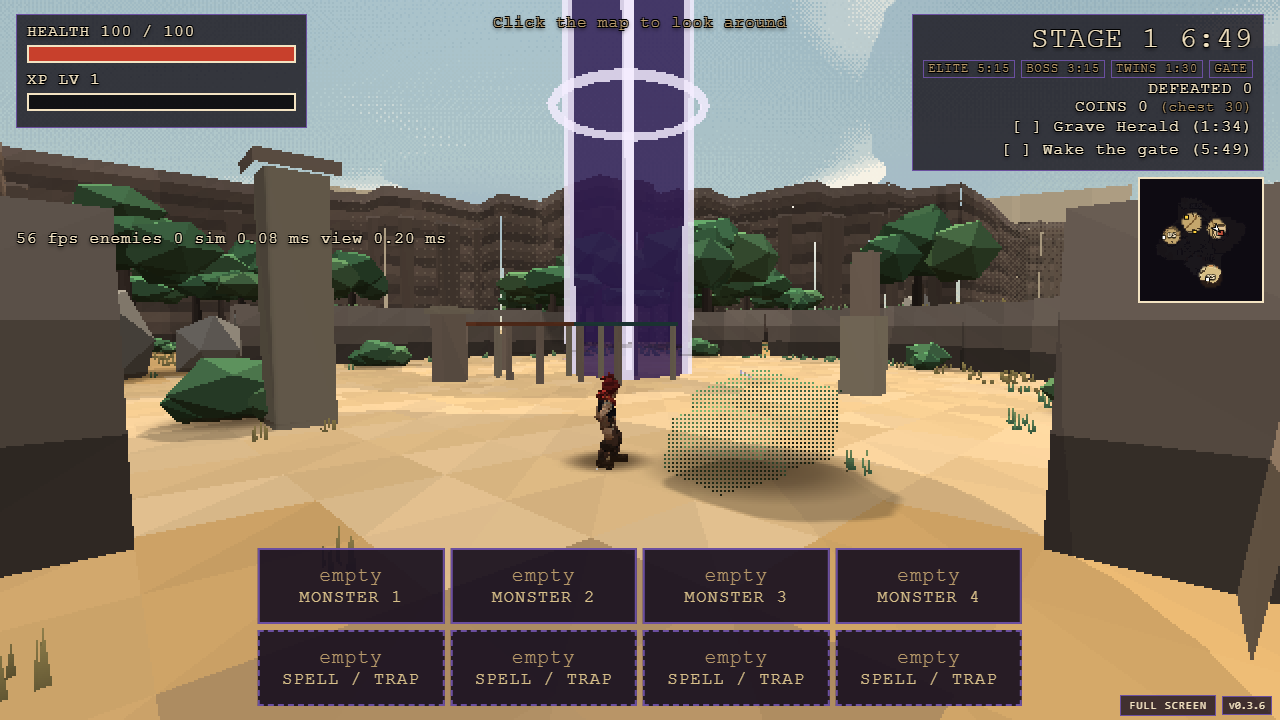 HEALTH 100 / 100
XP LV 1
Click the map to look around
STAGE 1 6:49
ELITE 5:15 BOSS 3:15 TWINS 1:30 GATE
DEFEATED 0
COINS 0 (chest 30)
[ ] Grave Herald (1:34)
[ ] Wake the gate (5:49)
56 fps enemies 0 sim 0.08 ms view 0.20 ms
empty empty empty empty
MONSTER 1 MONSTER 2 MONSTER 3 MONSTER 4
empty empty empty empty
SPELL / TRAP SPELL / TRAP SPELL / TRAP SPELL / TRAP
FULL SCREEN v0.3.6